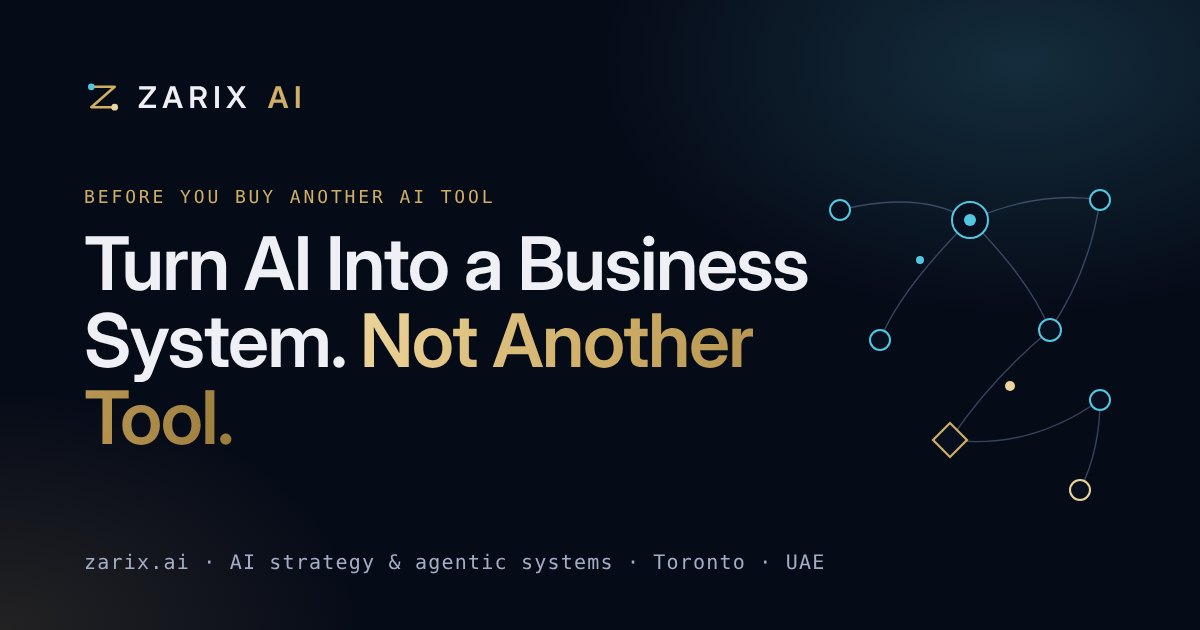 ZARIX AI
BEFORE YOU BUY ANOTHER AI TOOL
Turn AI Into a Business
System. Not Another
Tool.
zarix.ai · AI strategy & agentic systems · Toronto · UAE